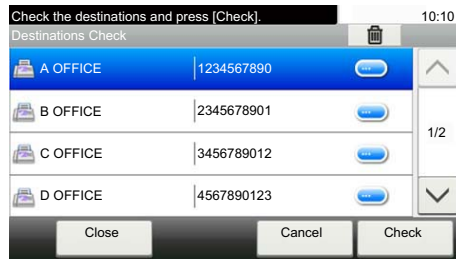 Check the destinations and press [Check]. 10:10
Destinations Check
A OFFICE 1234567890
B OFFICE 2345678901
1/2
C OFFICE 3456789012
D OFFICE 4567890123
Close Cancel Check